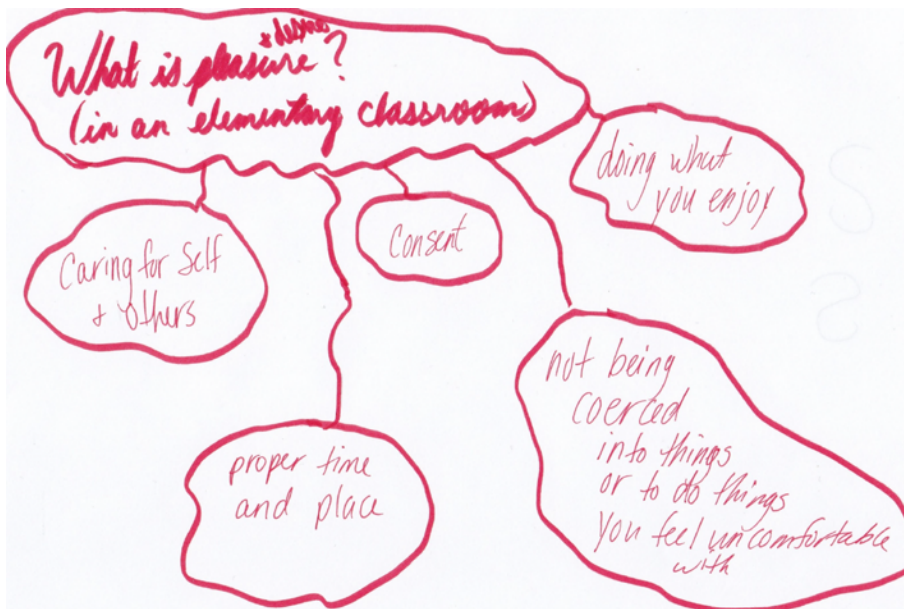 What is pleasure + desire?
(in an elementary classroom)
doing what
you enjoy
Consent
Caring for Self
+ others
not being
coerced
into things
or to do things
you feel uncomfortable
with
proper time
and place